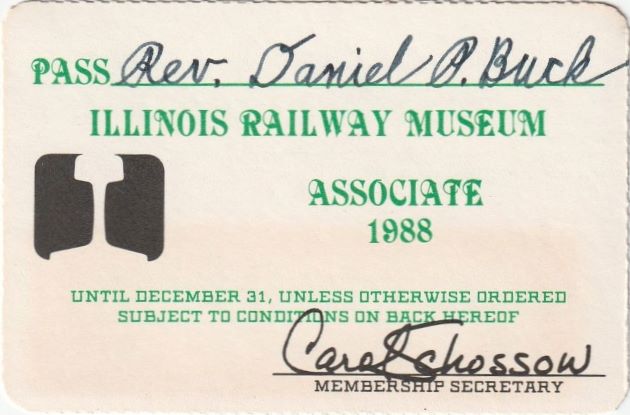 PASS Rev. Daniel P. Buck
ILLINOIS RAILWAY MUSEUM
ASSOCIATE
1988
UNTIL DECEMBER 31, UNLESS OTHERWISE ORDERED
SUBJECT TO CONDITIONS ON BACK HEREOF
Carol Schossow
MEMBERSHIP SECRETARY